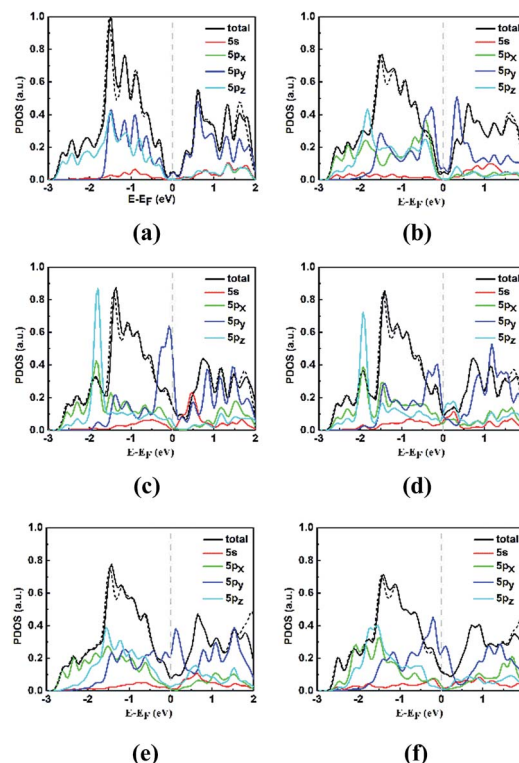 PDOS (a.u.)
1.0
0.8
0.6
0.4
0.2
0.0
total
5s
5pX
5py
5pz
-3 -2 -1 0 1 2
E-EF (eV)
(a)
PDOS (a.u.)
1.0
0.8
0.6
0.4
0.2
0.0
total
5s
5pX
5py
5pz
-3 -2 -1 0 1
E-EF (eV)
(b)
PDOS (a.u.)
1.0
0.8
0.6
0.4
0.2
0.0
total
5s
5pX
5py
5pz
-3 -2 -1 0 1 2
E-EF (eV)
(c)
PDOS (a.u.)
1.0
0.8
0.6
0.4
0.2
0.0
total
5s
5pX
5py
5pz
-3 -2 -1 0 1
E-EF (eV)
(d)
PDOS (a.u.)
1.0
0.8
0.6
0.4
0.2
0.0
total
5s
5pX
5py
5pz
-3 -2 -1 0 1 2
E-EF (eV)
(e)
PDOS (a.u.)
1.0
0.8
0.6
0.4
0.2
0.0
total
5s
5pX
5py
5pz
-3 -2 -1 0 1
E-EF (eV)
(f)